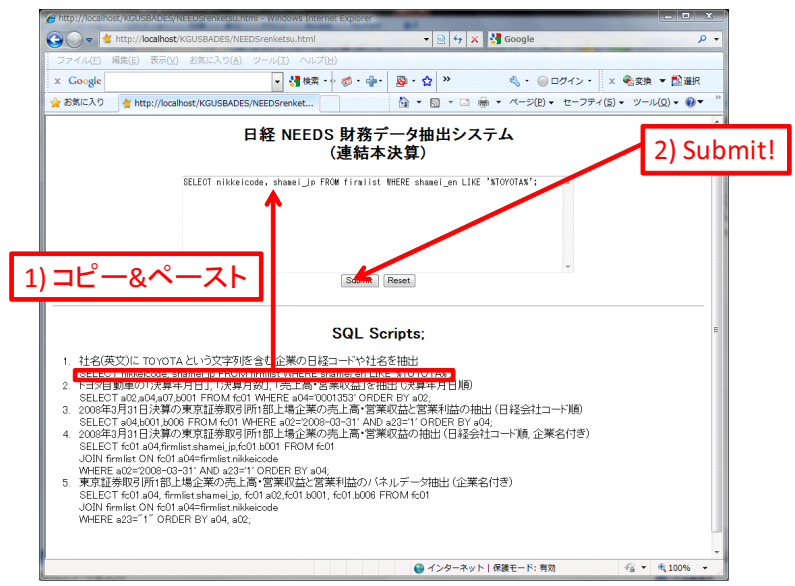 http://localhost/KGUSBADES/NEEDSrenketsu.html - Windows Internet Explorer
http://localhost/KGUSBADES/NEEDSrenketsu.html
Google
ファイル(F) 編集(E) 表示(V) お気に入り(A) ツール(T) ヘルプ(H)
x Google 検索 ログイン x 変換 選択
お気に入り http://localhost/KGUSBADES/NEEDSrenket... ページ(P) セーフティ(S) ツール(O)
日経 NEEDS 財務データ抽出システム
(連結本決算)
2) Submit!
SELECT nikkeicode, shamei_jp FROM firmlist WHERE shamei_en LIKE '%TOYOTA%';
1) コピー&ペースト
Submit Reset
SQL Scripts;
1. 社名(英文)に TOYOTA という文字列を含む企業の日経コードや社名を抽出
SELECT nikkeicode, shamei_jp FROM firmlist WHERE shamei_en LIKE '%TOYOTA%'
2. トヨタ自動車の「決算年月日」、「決算月数」、「売上高・営業収益」を抽出 (決算年月日順)
SELECT a02,a04,a07,b001 FROM fc01 WHERE a04='0001353' ORDER BY a02;
3. 2008年3月31日決算の東京証券取引所1部上場企業の売上高・営業収益と営業利益の抽出 (日経会社コード順)
SELECT a04,b001,b006 FROM fc01 WHERE a02='2008-03-31' AND a23='1' ORDER BY a04;
4. 2008年3月31日決算の東京証券取引所1部上場企業の売上高・営業収益の抽出 (日経会社コード順, 企業名付き)
SELECT fc01.a04,firmlist.shamei_jp,fc01.b001 FROM fc01
JOIN firmlist ON fc01.a04=firmlist.nikkeicode
WHERE a02='2008-03-31' AND a23='1' ORDER BY a04;
5. 東京証券取引所1部上場企業の売上高・営業収益と営業利益のパネルデータ抽出 (企業名付き)
SELECT fc01.a04, firmlist.shamei_jp, fc01.a02,fc01.b001, fc01.b006 FROM fc01
JOIN firmlist ON fc01.a04=firmlist.nikkeicode
WHERE a23="1" ORDER BY a04, a02;
インターネット | 保護モード: 有効 100%